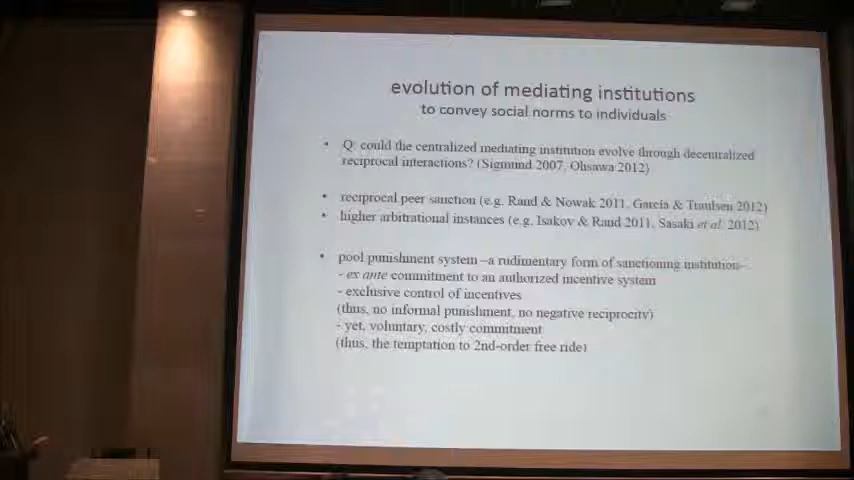 evolution of mediating institutions
to convey social norms to individuals
• Q: could the centralized mediating institution evolve through decentralized
reciprocal interactions? (Sigmund 2007, Ohsawa 2012)
• reciprocal peer sanction (e.g. Rand & Nowak 2011, García & Traulsen 2012)
• higher arbitrational instances (e.g. Isakov & Rand 2011, Sasaki et al. 2012)
• pool punishment system –a rudimentary form of sanctioning institution–
- ex ante commitment to an authorized incentive system
- exclusive control of incentives
(thus, no informal punishment, no negative reciprocity)
- yet, voluntary, costly commitment
(thus, the temptation to 2nd-order free ride)